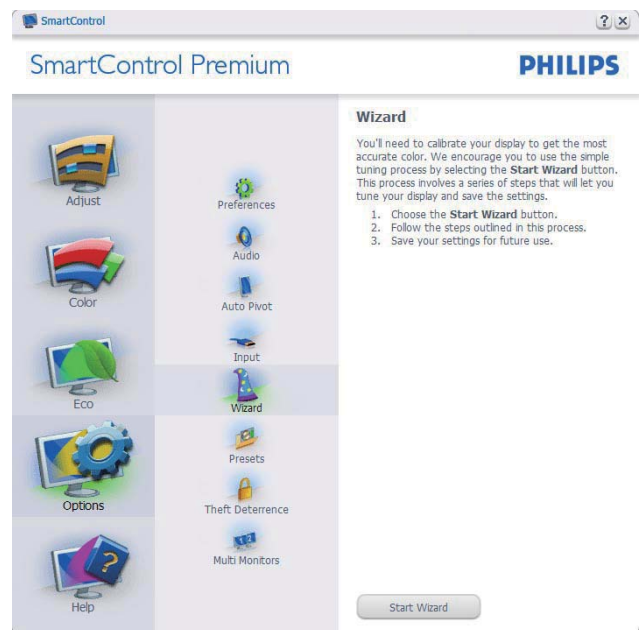 SmartControl
? x
SmartControl Premium
PHILIPS
Adjust
Color
Eco
Options
Help
Preferences
Audio
Auto Pivot
Input
Wizard
Presets
Theft Deterrence
Multi Monitors
Wizard
You'll need to calibrate your display to get the most
accurate color. We encourage you to use the simple
tuning process by selecting the Start Wizard button.
This process involves a series of steps that will let you
tune your display and save the settings.
1. Choose the Start Wizard button.
2. Follow the steps outlined in this process.
3. Save your settings for future use.
Start Wizard